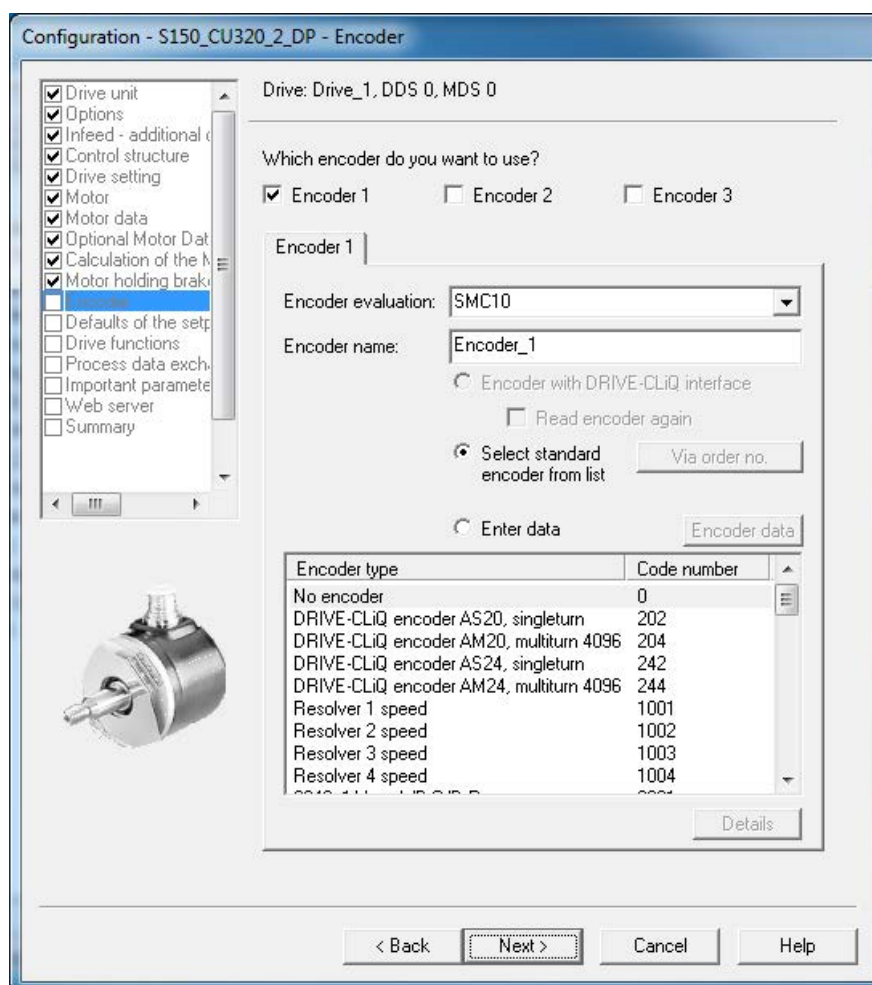 Configuration - S150_CU320_2_DP - Encoder
Drive unit
Options
Infeed - additional
Control structure
Drive setting
Motor
Motor data
Optional Motor Dat
Calculation of the
Motor holding brak
Encoder
Defaults of the setp
Drive functions
Process data exch
Important paramete
Web server
Summary
Drive: Drive_1, DDS 0, MDS 0
Which encoder do you want to use?
Encoder 1 Encoder 2 Encoder 3
Encoder 1
Encoder evaluation: SMC10
Encoder name: Encoder_1
Encoder with DRIVE-CLiQ interface
Read encoder again
Select standard
encoder from list
Via order no.
Enter data Encoder data
Encoder type Code number
No encoder 0
DRIVE-CLiQ encoder AS20, singleturn 202
DRIVE-CLiQ encoder AM20, multiturn 4096 204
DRIVE-CLiQ encoder AS24, singleturn 242
DRIVE-CLiQ encoder AM24, multiturn 4096 244
Resolver 1 speed 1001
Resolver 2 speed 1002
Resolver 3 speed 1003
Resolver 4 speed 1004
Details
< Back Next > Cancel Help